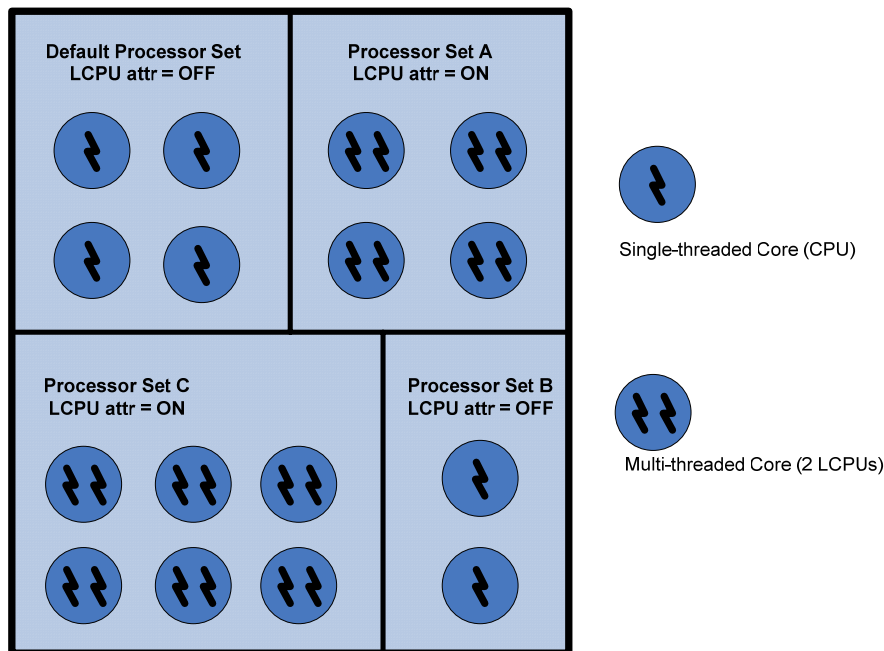 Default Processor Set
LCPU attr = OFF
Processor Set A
LCPU attr = ON
Single-threaded Core (CPU)
Processor Set C
LCPU attr = ON
Processor Set B
LCPU attr = OFF
Multi-threaded Core (2 LCPUs)